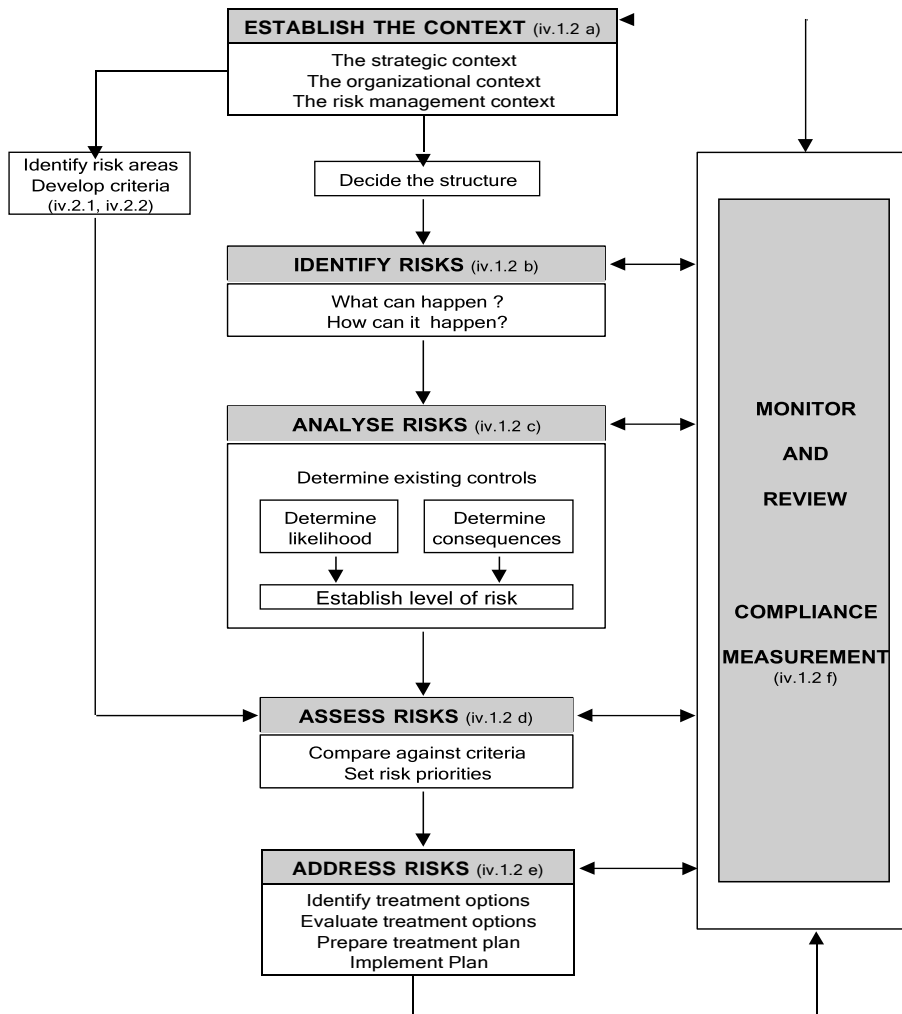 ESTABLISH THE CONTEXT (iv.1.2 a)
The strategic context
The organizational context
The risk management context
Identify risk areas
Develop criteria
(iv.2.1, iv.2.2)
Decide the structure
IDENTIFY RISKS (iv.1.2 b)
What can happen ?
How can it happen?
ANALYSE RISKS (iv.1.2 c)
Determine existing controls
Determine
likelihood
Determine
consequences
Establish level of risk
ASSESS RISKS (iv.1.2 d)
Compare against criteria
Set risk priorities
ADDRESS RISKS (iv.1.2 e)
Identify treatment options
Evaluate treatment options
Prepare treatment plan
Implement Plan
MONITOR
AND
REVIEW
COMPLIANCE
MEASUREMENT
(iv.1.2 f)